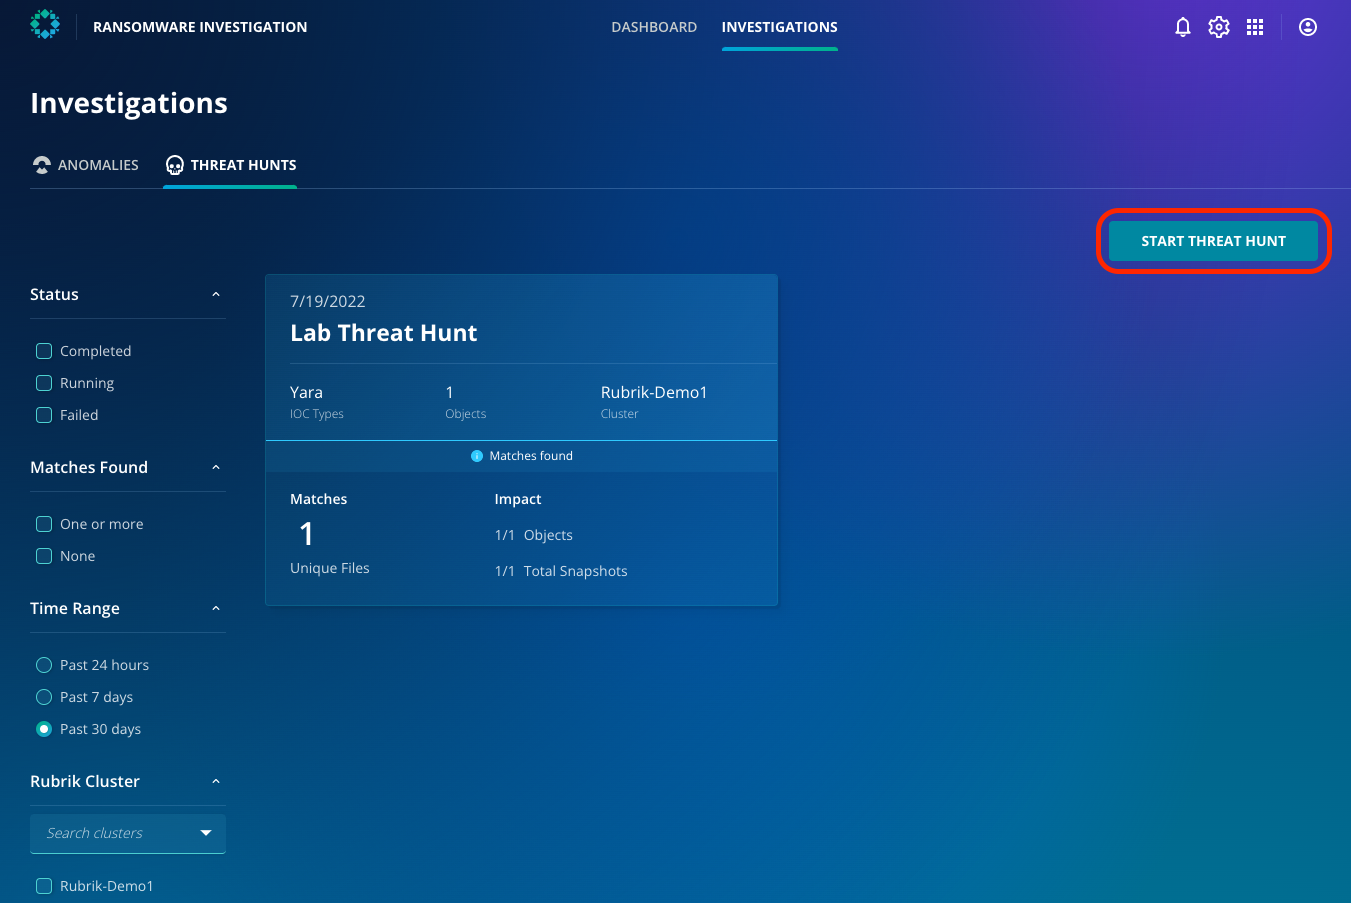 RANSOMWARE INVESTIGATION
DASHBOARD
INVESTIGATIONS
Investigations
ANOMALIES
THREAT HUNTS
START THREAT HUNT
Status
Completed
Running
Failed
Matches Found
One or more
None
Time Range
Past 24 hours
Past 7 days
Past 30 days
Rubrik Cluster
Search clusters
Rubrik-Demo1
7/19/2022
Lab Threat Hunt
Yara
IOC Types
1
Objects
Rubrik-Demo1
Cluster
Matches found
Matches
1
Unique Files
Impact
1/1 Objects
1/1 Total Snapshots